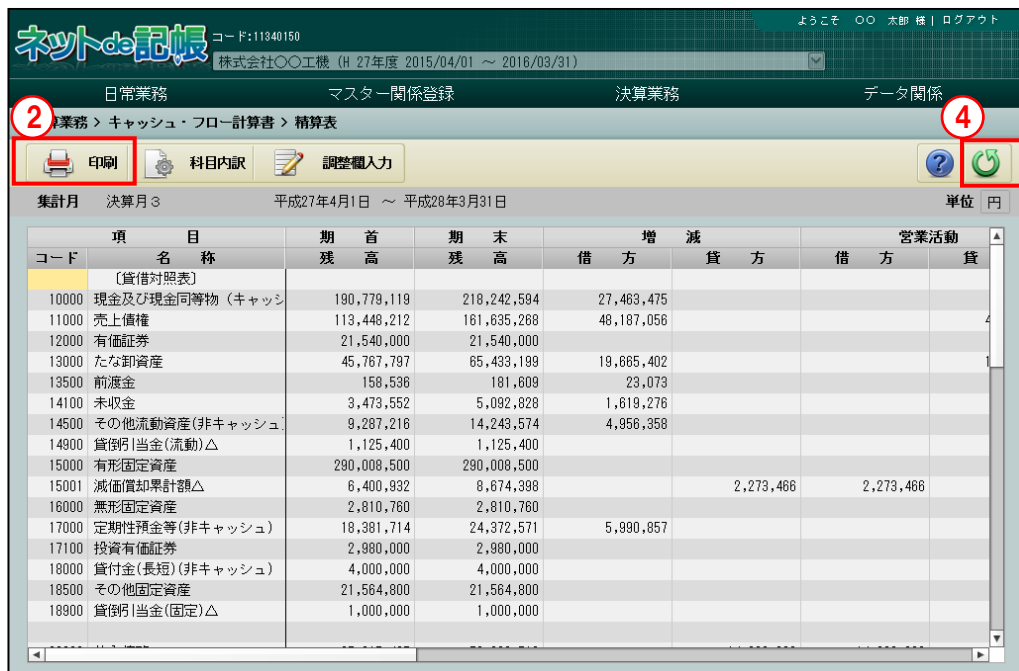 ようこそ 〇〇 太郎 様 | ログアウト
ネットde記帳 コード:11340150
株式会社〇〇工機 (H 27年度 2015/04/01 ～ 2016/03/31)
日常業務 マスター関係登録 決算業務 データ関係
② 算業務 > キャッシュ・フロー計算書 > 精算表 ④
印刷 科目内訳 調整欄入力 ?
集計月 決算月3 平成27年4月1日 ～ 平成28年3月31日 単位 円
項 目 期 首 期 末 増 減 営業活動
コード 名 称 残 高 残 高 借 方 貸 方 借 方 貸
〔貸借対照表〕
10000 現金及び現金同等物（キャッシ 190,779,119 218,242,594 27,463,475
11000 売上債権 113,448,212 161,635,268 48,187,056 4
12000 有価証券 21,540,000 21,540,000
13000 たな卸資産 45,767,797 65,433,199 19,665,402 1
13500 前渡金 158,536 181,609 23,073
14100 未収金 3,473,552 5,092,828 1,619,276
14500 その他流動資産(非キャッシュ) 9,287,216 14,243,574 4,956,358
14900 貸倒引当金(流動)△ 1,125,400 1,125,400
15000 有形固定資産 290,008,500 290,008,500
15001 減価償却累計額△ 6,400,932 8,674,398 2,273,466 2,273,466
16000 無形固定資産 2,810,760 2,810,760
17000 定期性預金等(非キャッシュ) 18,381,714 24,372,571 5,990,857
17100 投資有価証券 2,980,000 2,980,000
18000 貸付金(長短)(非キャッシュ) 4,000,000 4,000,000
18500 その他固定資産 21,564,800 21,564,800
18900 貸倒引当金(固定)△ 1,000,000 1,000,000